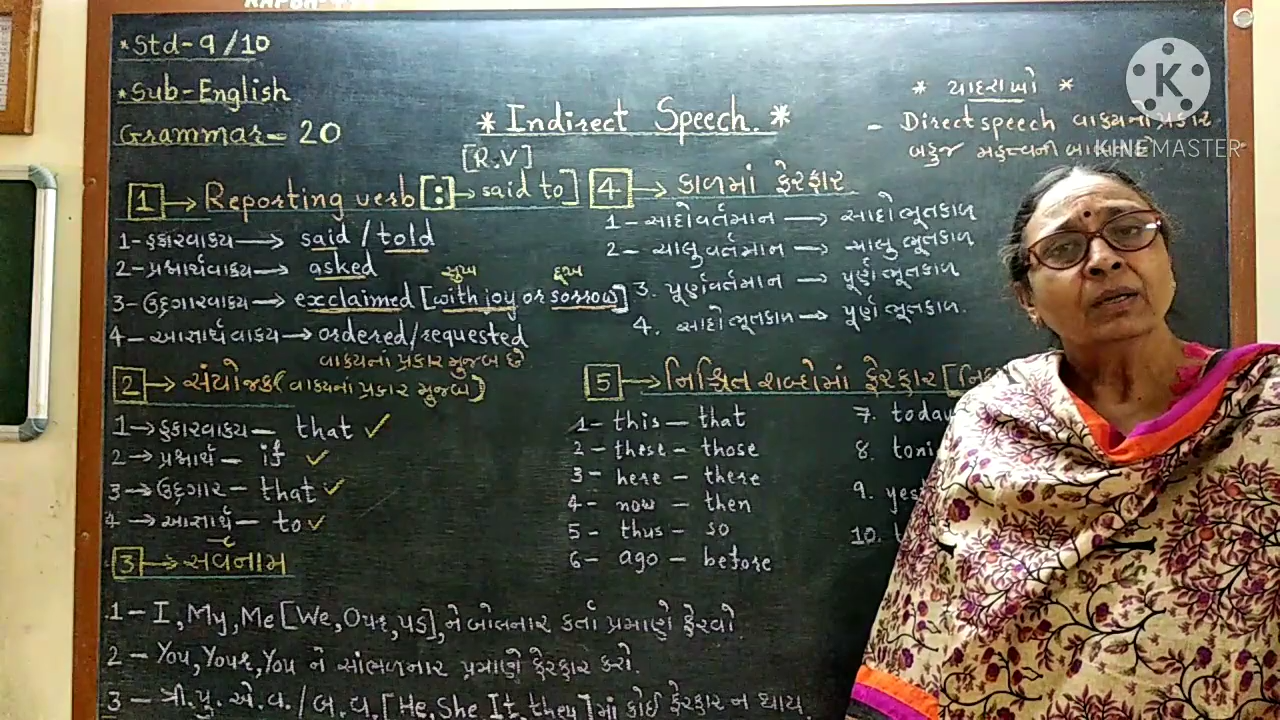 *Std-9/10
*Sub-English
Grammar-20
*Indirect Speech.*
* યાદરાખો *
- Direct speech વાક્યનો પ્રકાર
બહુજ મહત્વની
K
KINEMASTER
[R.V]
1→Reporting verb[:]→said to]
1-હકારવાક્ય→ said/told
2-પ્રશ્નાર્થવાક્ય→ asked
સુખ દૂખ
3-ઉદ્દગારવાક્ય→ exclaimed [with joy or sorrow]
4-આજ્ઞાર્થ વાક્ય→ordered/requested
વાક્યનાં પ્રકાર મુજબ છે
2→સંયોજક(વાક્યનાં પ્રકાર મુજબ)
1→હકારવાક્ય- that ✓
2→પ્રશ્નાર્થ- if ✓
3→ઉદ્દગાર-that ✓
4→આજ્ઞાર્થ-to ✓
3→સર્વનામ
1-I, My, Me [We, Our, us], ને બોલનાર કર્તા પ્રમાણે ફેરવો.
2-You, Your, You ને સાંભળનાર પ્રમાણે ફેરફાર કરો.
3-ત્રી.પુ.એ.વ./બ.વ.[He, She It, they]માં કોઈ ફેરફાર ન થાય.
4→કાળમાં ફેરફાર
1-સાદોવર્તમાન→ સાદો ભૂતકાળ
2-ચાલુવર્તમાન→ ચાલુ ભૂતકાળ
3. પૂર્ણવર્તમાન→ પૂર્ણ ભૂતકાળ
4. સાદો ભૂતકાળ→ પૂર્ણ ભૂતકાળ.
5→નિશ્ચિત શબ્દોમાં ફેરફાર
1- this-that
2-these-those
3-here-there
4-now-then
5-thus-so
6-ago-before
7. today
8.
9.
10.